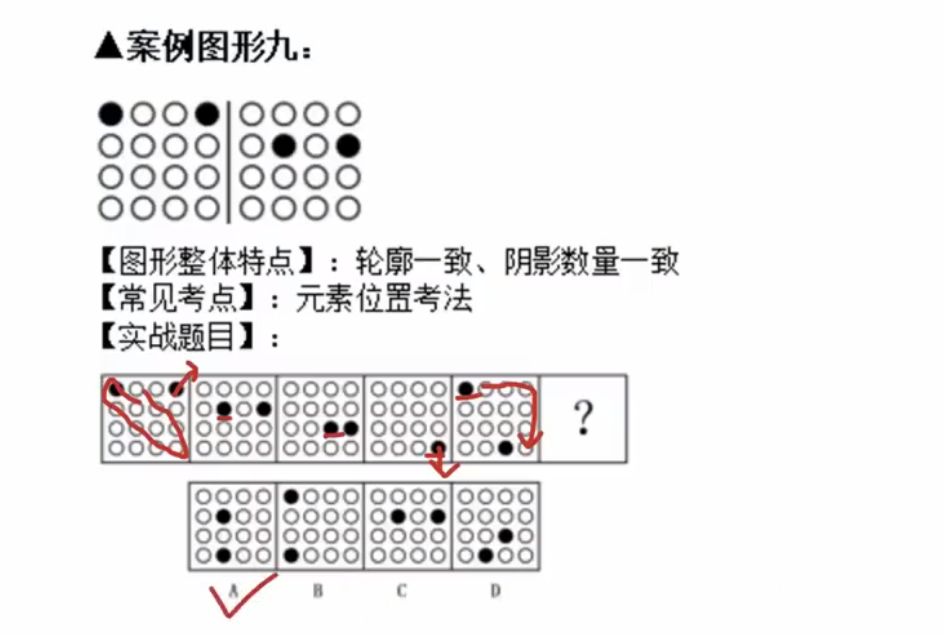 ▲案例图形九：
【图形整体特点】：轮廓一致、阴影数量一致
【常见考点】：元素位置考法
【实战题目】：
?
A B C D